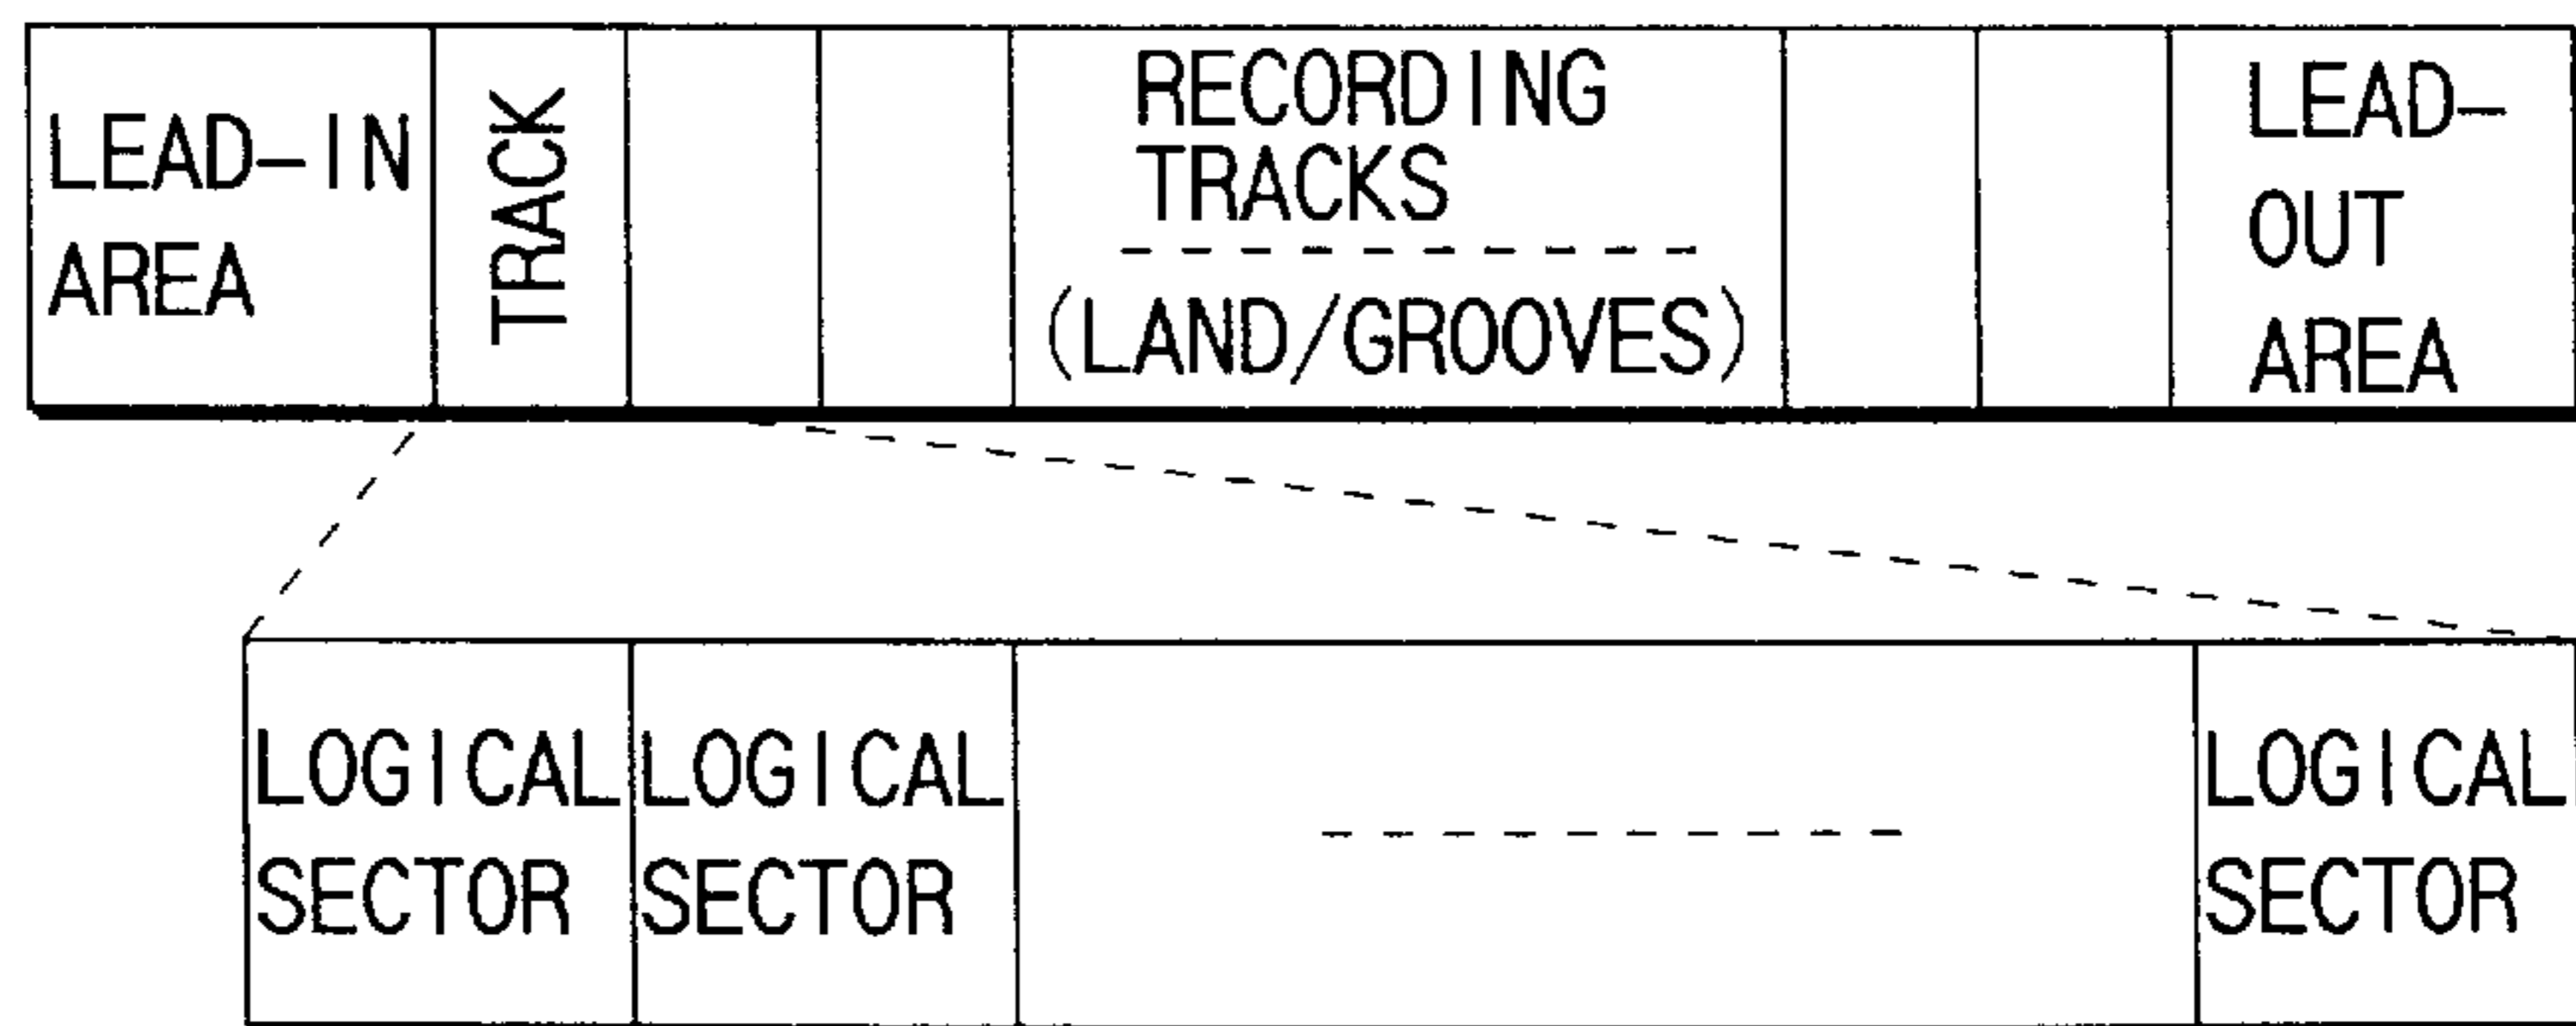 LEAD-IN
AREA
TRACK
RECORDING
TRACKS
(LAND/GROOVES)
LEAD-
OUT
AREA
LOGICAL
SECTOR
LOGICAL
SECTOR
LOGICAL
SECTOR